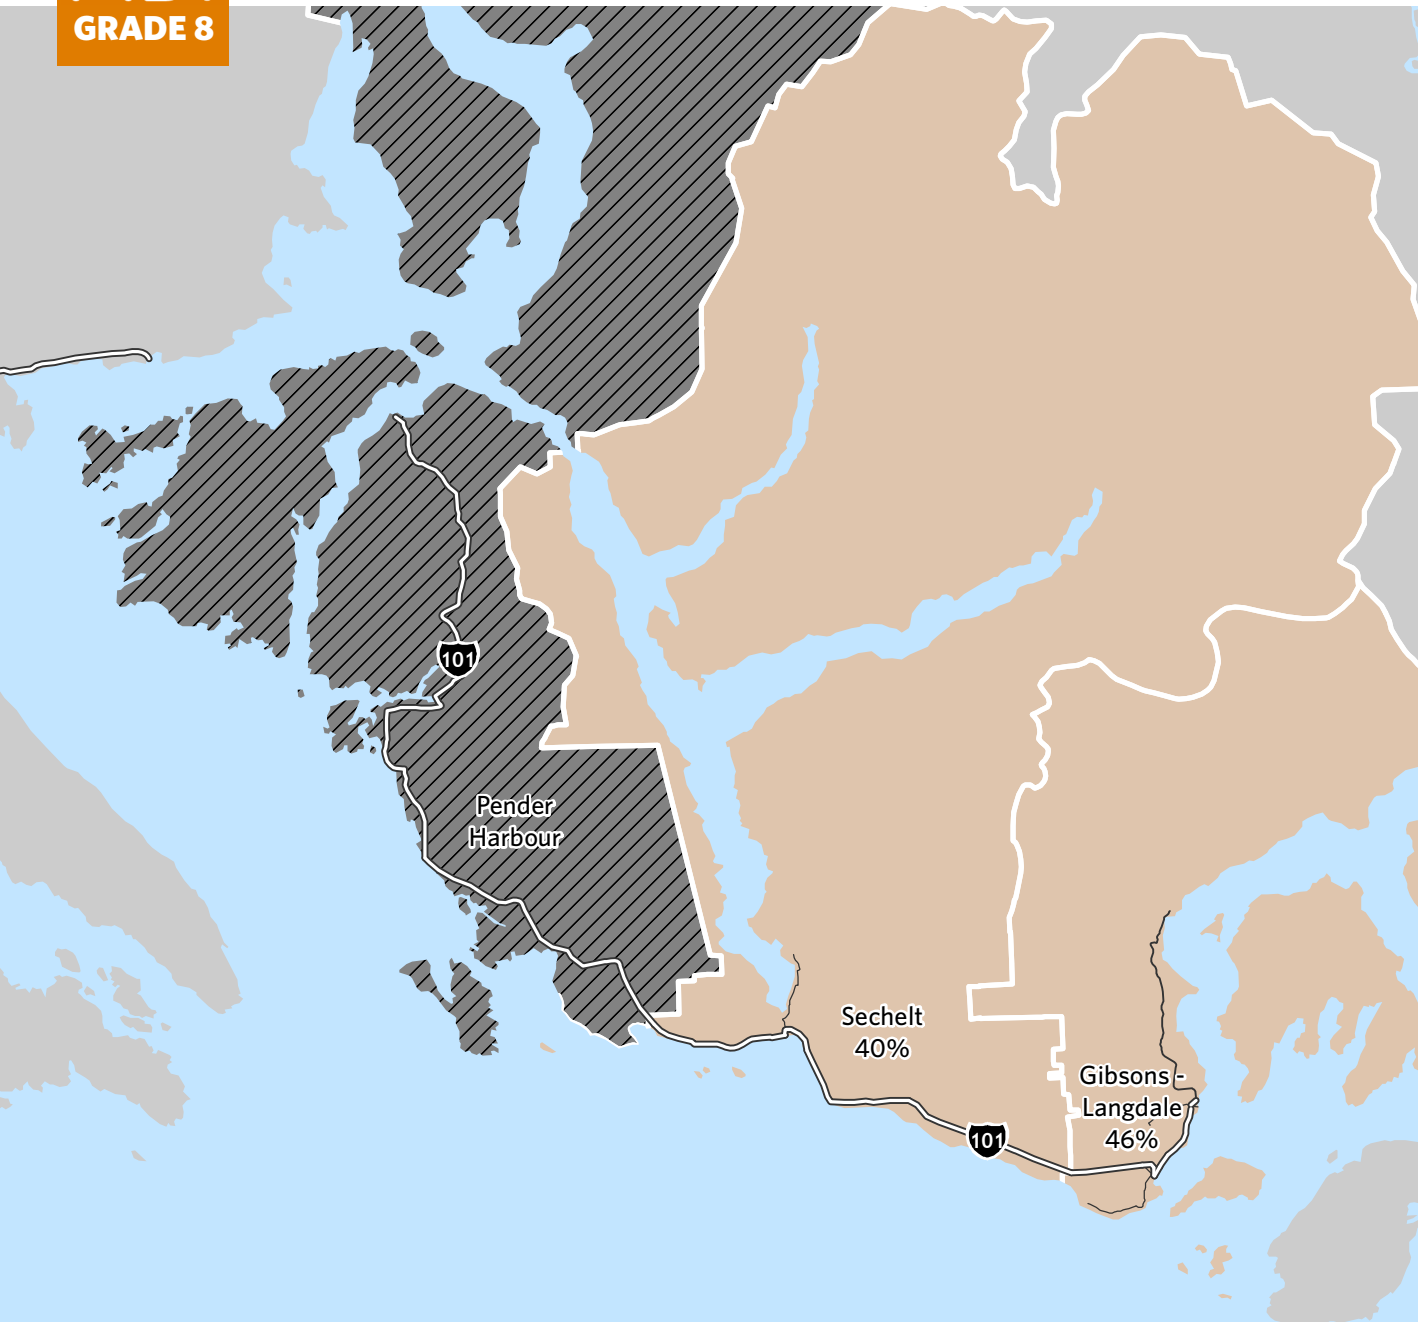 GRADE 8
101
Pender
Harbour
Sechelt
40%
Gibsons -
Langdale
46%
101